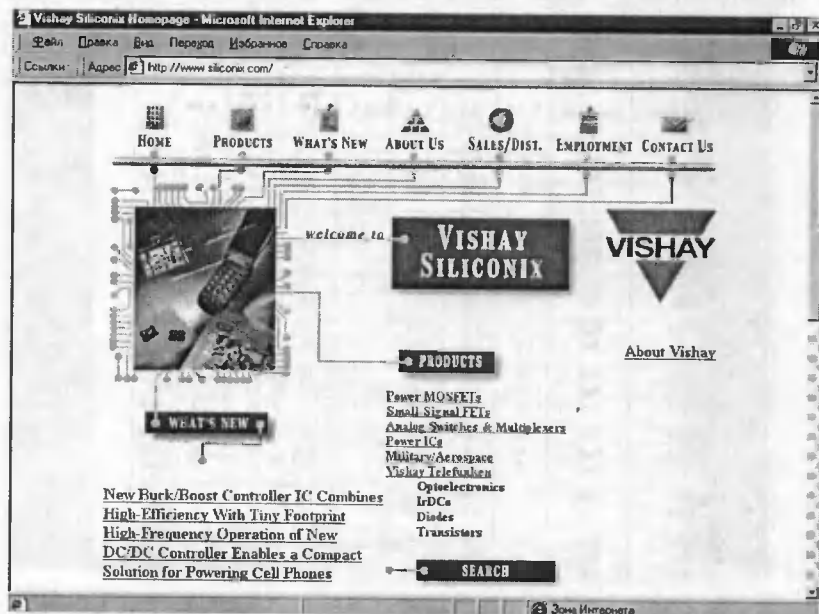 Vishay Siliconix Homepage - Microsoft Internet Explorer
Файл Правка Вид Переход Избранное Справка
Ссылки Адрес http://www.siliconix.com/
HOME PRODUCTS WHAT'S NEW ABOUT US SALES/DIST. EMPLOYMENT CONTACT US
welcome to
VISHAY
SILICONIX
VISHAY
About Vishay
PRODUCTS
Power MOSFETs
Small Signal FETs
Analog Switches & Multiplexers
Power ICs
Military/Aerospace
Vishay Telefunken
Optoelectronics
IrDCs
Diodes
Transistors
WHAT'S NEW
New Buck/Boost Controller IC Combines
High-Efficiency With Tiny Footprint
High-Frequency Operation of New
DC/DC Controller Enables a Compact
Solution for Powering Cell Phones
SEARCH
Зона Интернета